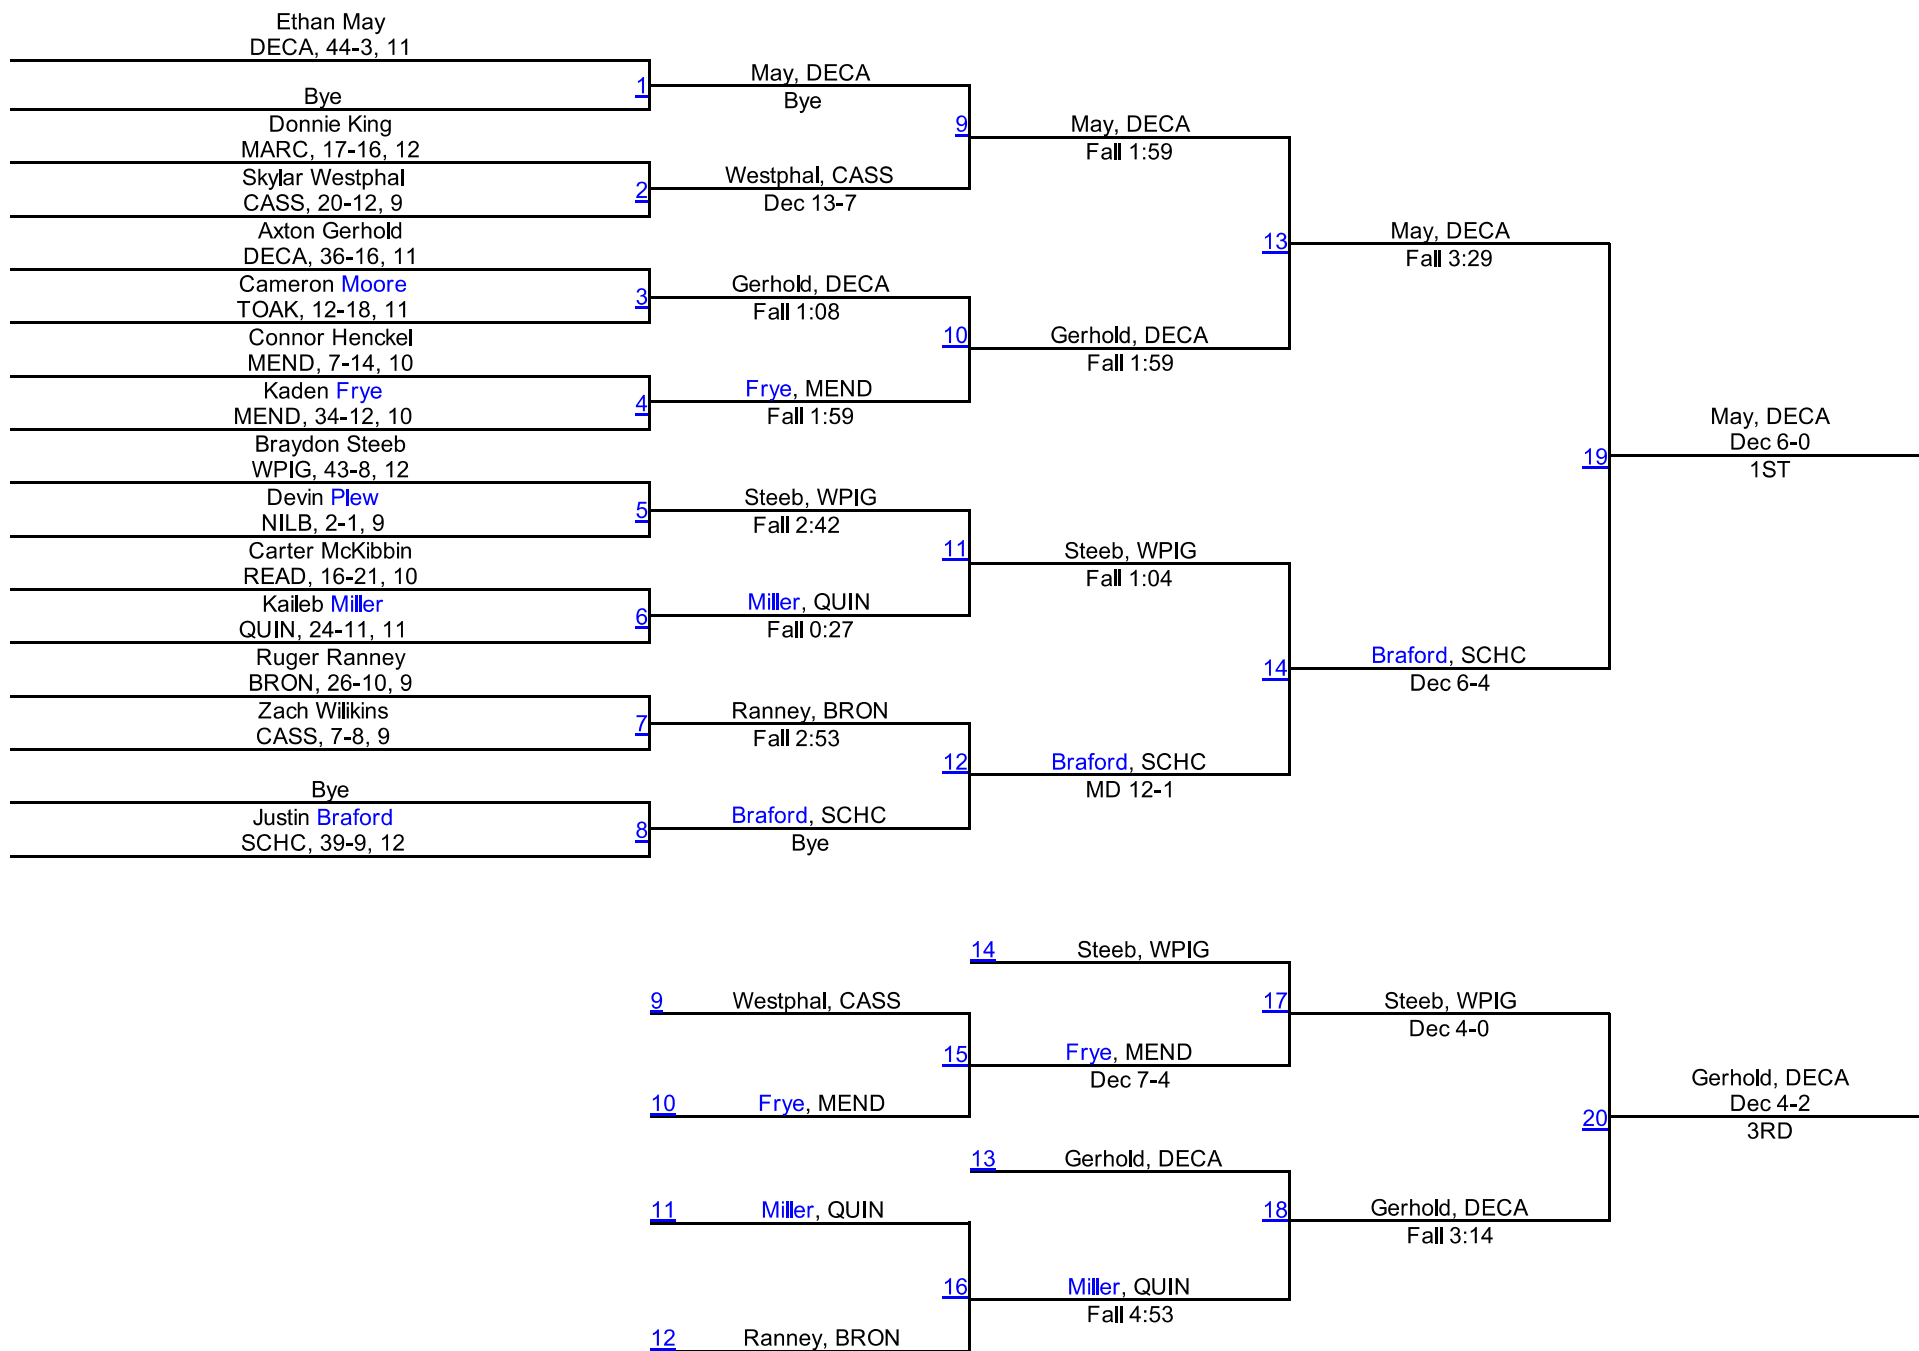 Ethan May
DECA, 44-3, 11
Bye
Donnie King
MARC, 17-16, 12
Skylar Westphal
CASS, 20-12, 9
Axton Gerhold
DECA, 36-16, 11
Cameron Moore
TOAK, 12-18, 11
Connor Henckel
MEND, 7-14, 10
Kaden Frye
MEND, 34-12, 10
Braydon Steeb
WPIG, 43-8, 12
Devin Plew
NILB, 2-1, 9
Carter McKibbin
READ, 16-21, 10
Kaileb Miller
QUIN, 24-11, 11
Ruger Ranney
BRON, 26-10, 9
Zach Wilikins
CASS, 7-8, 9
Bye
Justin Braford
SCHC, 39-9, 12
1
May, DECA
Bye
2
Westphal, CASS
Dec 13-7
3
Gerhold, DECA
Fall 1:08
4
Frye, MEND
Fall 1:59
5
Steeb, WPIG
Fall 2:42
6
Miller, QUIN
Fall 0:27
7
Ranney, BRON
Fall 2:53
8
Braford, SCHC
Bye
9
May, DECA
Fall 1:59
10
Gerhold, DECA
Fall 1:59
11
Steeb, WPIG
Fall 1:04
12
Braford, SCHC
MD 12-1
13
May, DECA
Fall 3:29
14
Braford, SCHC
Dec 6-4
19
May, DECA
Dec 6-0
1ST
9
Westphal, CASS
10
Frye, MEND
11
Miller, QUIN
12
Ranney, BRON
14
Steeb, WPIG
15
Frye, MEND
Dec 7-4
13
Gerhold, DECA
16
Miller, QUIN
Fall 4:53
17
Steeb, WPIG
Dec 4-0
18
Gerhold, DECA
Fall 3:14
20
Gerhold, DECA
Dec 4-2
3RD